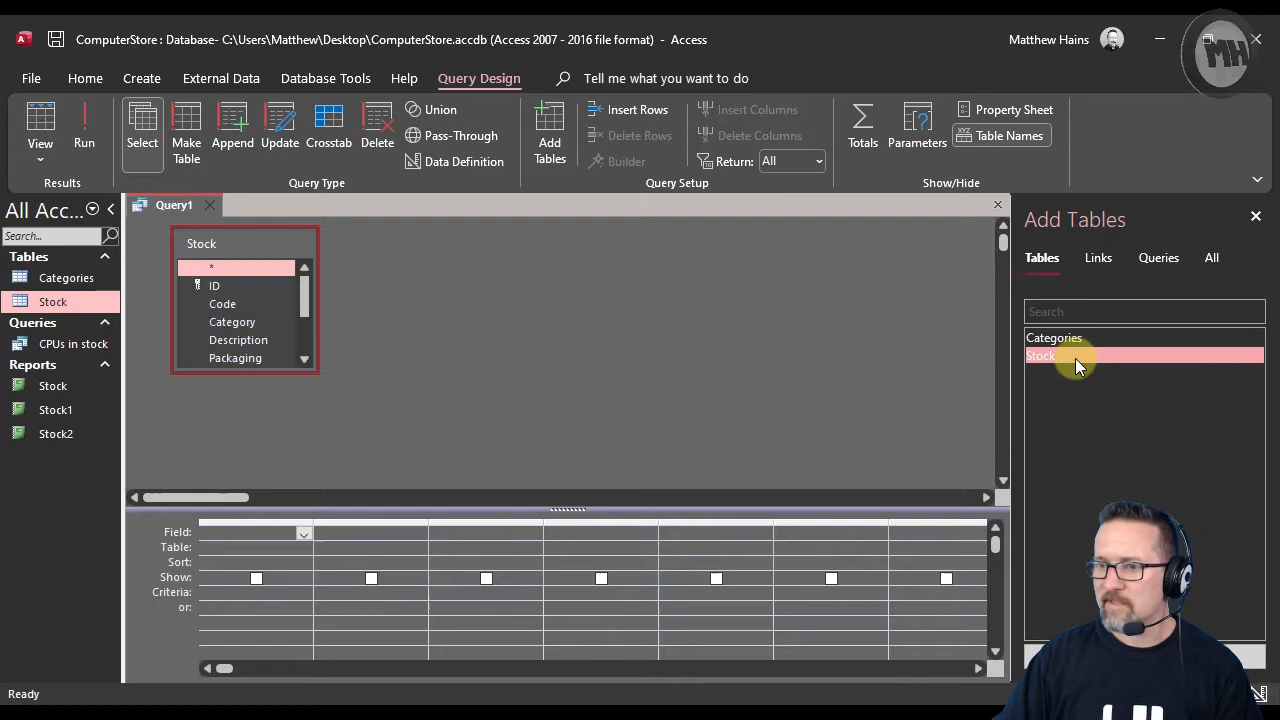 ComputerStore : Database- C:\Users\Matthew\Desktop\ComputerStore.accdb (Access 2007 - 2016 file format) - Access
Matthew Hains
MH
File Home Create External Data Database Tools Help Query Design Tell me what you want to do
View
Run
Results
Select
Make Table
Append
Update
Crosstab
Delete
Union
Pass-Through
Data Definition
Query Type
Add Tables
Insert Rows
Delete Rows
Builder
Insert Columns
Delete Columns
Return: All
Query Setup
Totals
Parameters
Property Sheet
Table Names
Show/Hide
All Acc...
Search...
Tables
Categories
Stock
Queries
CPUs in stock
Reports
Stock
Stock1
Stock2
Query1
Stock
*
ID
Code
Category
Description
Packaging
Field:
Table:
Sort:
Show:
Criteria:
or:
Add Tables
Tables Links Queries All
Search
Categories
Stock
Ready